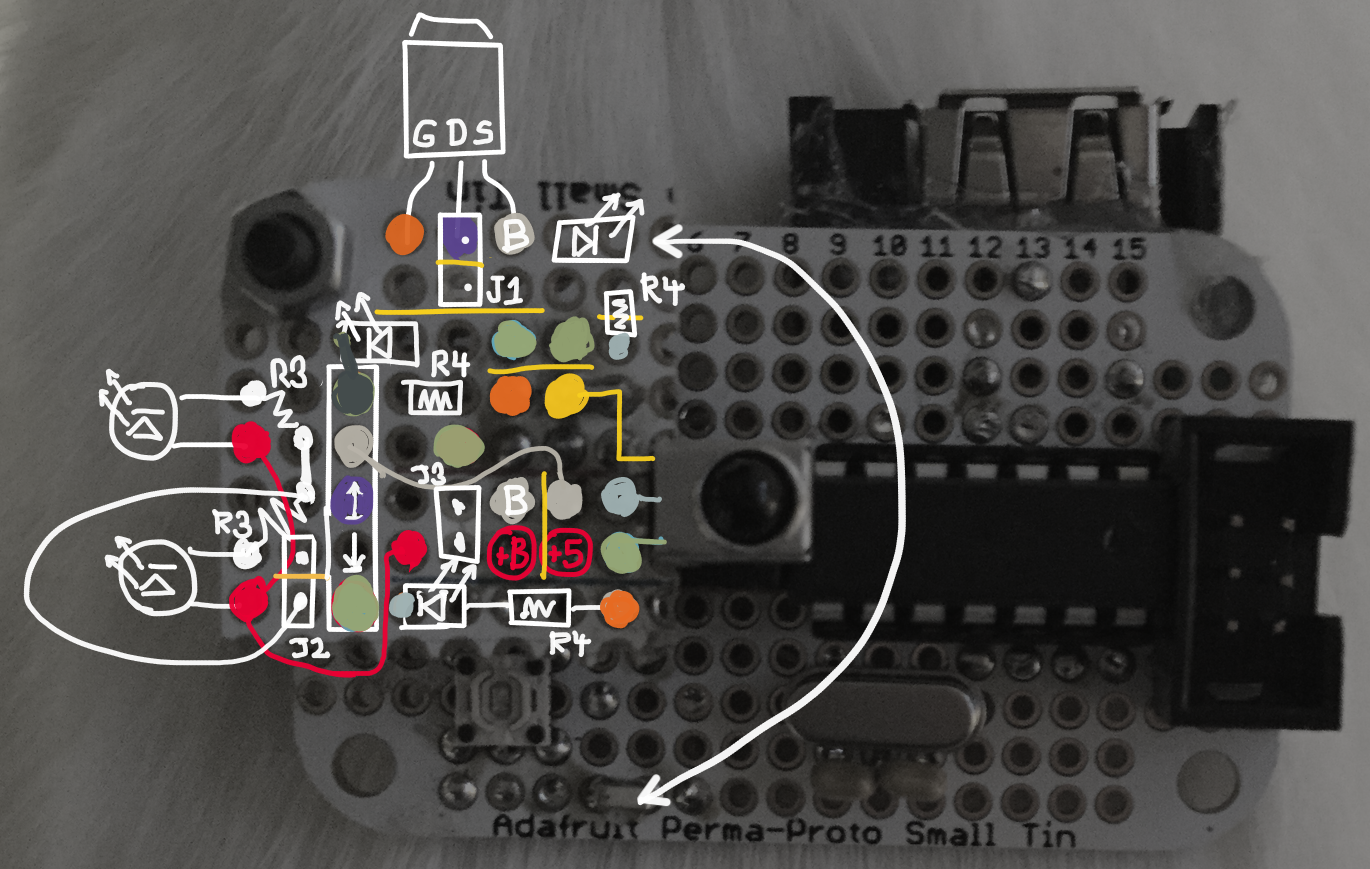 G D S
Small Tin
B
6 7 8 9 10 11 12 13 14 15
J1
R4
R3
R4
J3
B
R3
+B +5
J2
R4
Adafruit Perma-Proto Small Tin